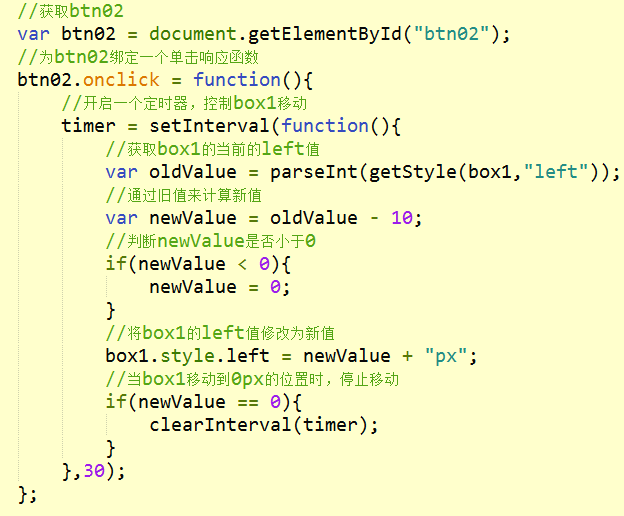 //获取btn02
var btn02 = document.getElementById("btn02");
//为btn02绑定一个单击响应函数
btn02.onclick = function(){
    //开启一个定时器，控制box1移动
    timer = setInterval(function(){
        //获取box1的当前的left值
        var oldValue = parseInt(getStyle(box1,"left"));
        //通过旧值来计算新值
        var newValue = oldValue - 10;
        //判断newValue是否小于0
        if(newValue < 0){
            newValue = 0;
        }
        //将box1的left值修改为新值
        box1.style.left = newValue + "px";
        //当box1移动到0px的位置时，停止移动
        if(newValue == 0){
            clearInterval(timer);
        }
    },30);
};